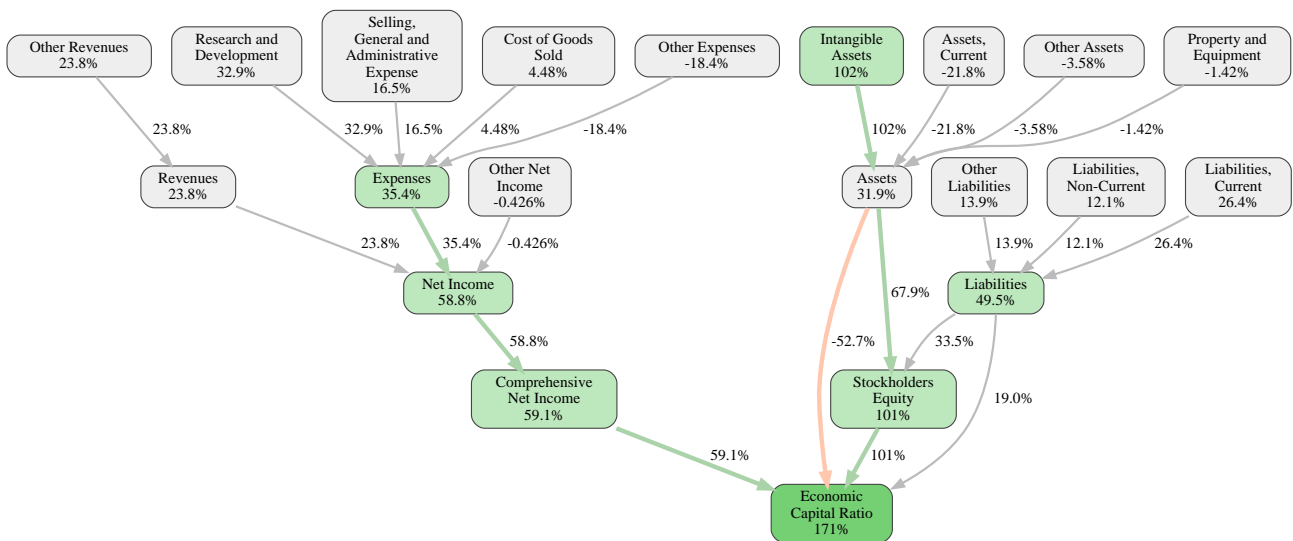 Other Revenues
23.8%
Research and
Development
32.9%
Selling,
General and
Administrative
Expense
16.5%
Cost of Goods
Sold
4.48%
Other Expenses
-18.4%
Intangible
Assets
102%
Assets,
Current
-21.8%
Other Assets
-3.58%
Property and
Equipment
-1.42%
23.8%
32.9%
16.5%
4.48%
-18.4%
102%
-21.8%
-3.58%
-1.42%
Revenues
23.8%
Expenses
35.4%
Other Net
Income
-0.426%
Assets
31.9%
Other
Liabilities
13.9%
Liabilities,
Non-Current
12.1%
Liabilities,
Current
26.4%
23.8%
35.4%
-0.426%
13.9%
12.1%
26.4%
Net Income
58.8%
67.9%
Liabilities
49.5%
58.8%
-52.7%
33.5%
Comprehensive
Net Income
59.1%
Stockholders
Equity
101%
19.0%
59.1%
101%
Economic
Capital Ratio
171%